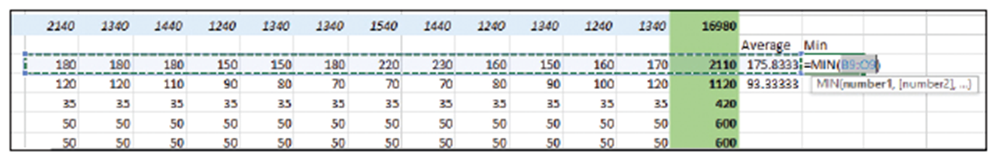 2140 1340 1440 1240 1340 1340 1540 1440 1240 1340 1240 1340 16980
Average Min
180 180 180 150 150 180 220 230 160 150 160 170 2110 175.8333 =MIN(B9:O9)
120 120 110 90 80 70 70 80 90 90 100 120 1120 93.33333 MIN(number1, [number2], ...)
35 35 35 35 35 35 35 35 35 35 35 35 420
50 50 50 50 50 50 50 50 50 50 50 50 600
50 50 50 50 50 50 50 50 50 50 50 50 600